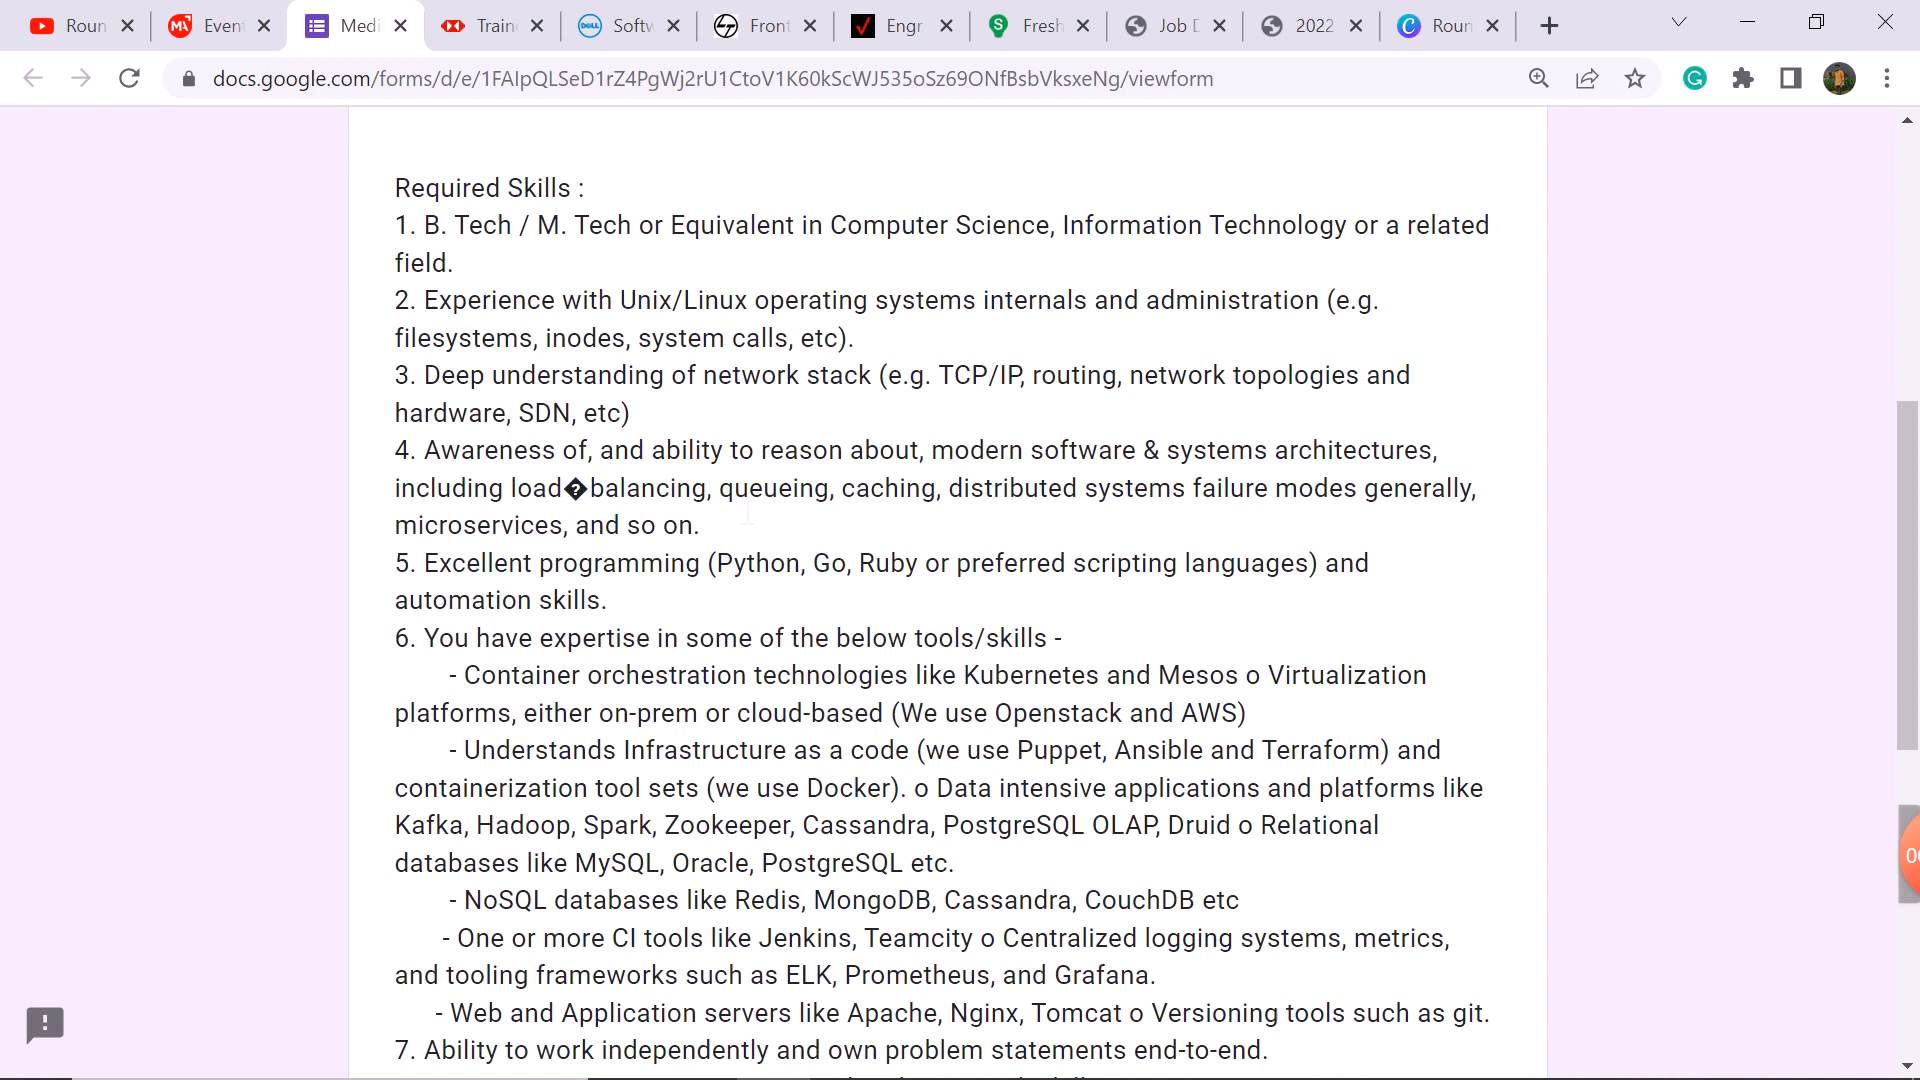 Roun
Even
Medi
Train
Softw
Front
Engr
Fresh
Job D
2022
Roun
docs.google.com/forms/d/e/1FAIpQLSeD1rZ4PgWj2rU1CtoV1K60kScWJ535oSz69ONfBsbVksxeNg/viewform
Required Skills :
1. B. Tech / M. Tech or Equivalent in Computer Science, Information Technology or a related
field.
2. Experience with Unix/Linux operating systems internals and administration (e.g.
filesystems, inodes, system calls, etc).
3. Deep understanding of network stack (e.g. TCP/IP, routing, network topologies and
hardware, SDN, etc)
4. Awareness of, and ability to reason about, modern software & systems architectures,
including load�balancing, queueing, caching, distributed systems failure modes generally,
microservices, and so on.
5. Excellent programming (Python, Go, Ruby or preferred scripting languages) and
automation skills.
6. You have expertise in some of the below tools/skills -
- Container orchestration technologies like Kubernetes and Mesos o Virtualization
platforms, either on-prem or cloud-based (We use Openstack and AWS)
- Understands Infrastructure as a code (we use Puppet, Ansible and Terraform) and
containerization tool sets (we use Docker). o Data intensive applications and platforms like
Kafka, Hadoop, Spark, Zookeeper, Cassandra, PostgreSQL OLAP, Druid o Relational
databases like MySQL, Oracle, PostgreSQL etc.
- NoSQL databases like Redis, MongoDB, Cassandra, CouchDB etc
- One or more CI tools like Jenkins, Teamcity o Centralized logging systems, metrics,
and tooling frameworks such as ELK, Prometheus, and Grafana.
- Web and Application servers like Apache, Nginx, Tomcat o Versioning tools such as git.
7. Ability to work independently and own problem statements end-to-end.